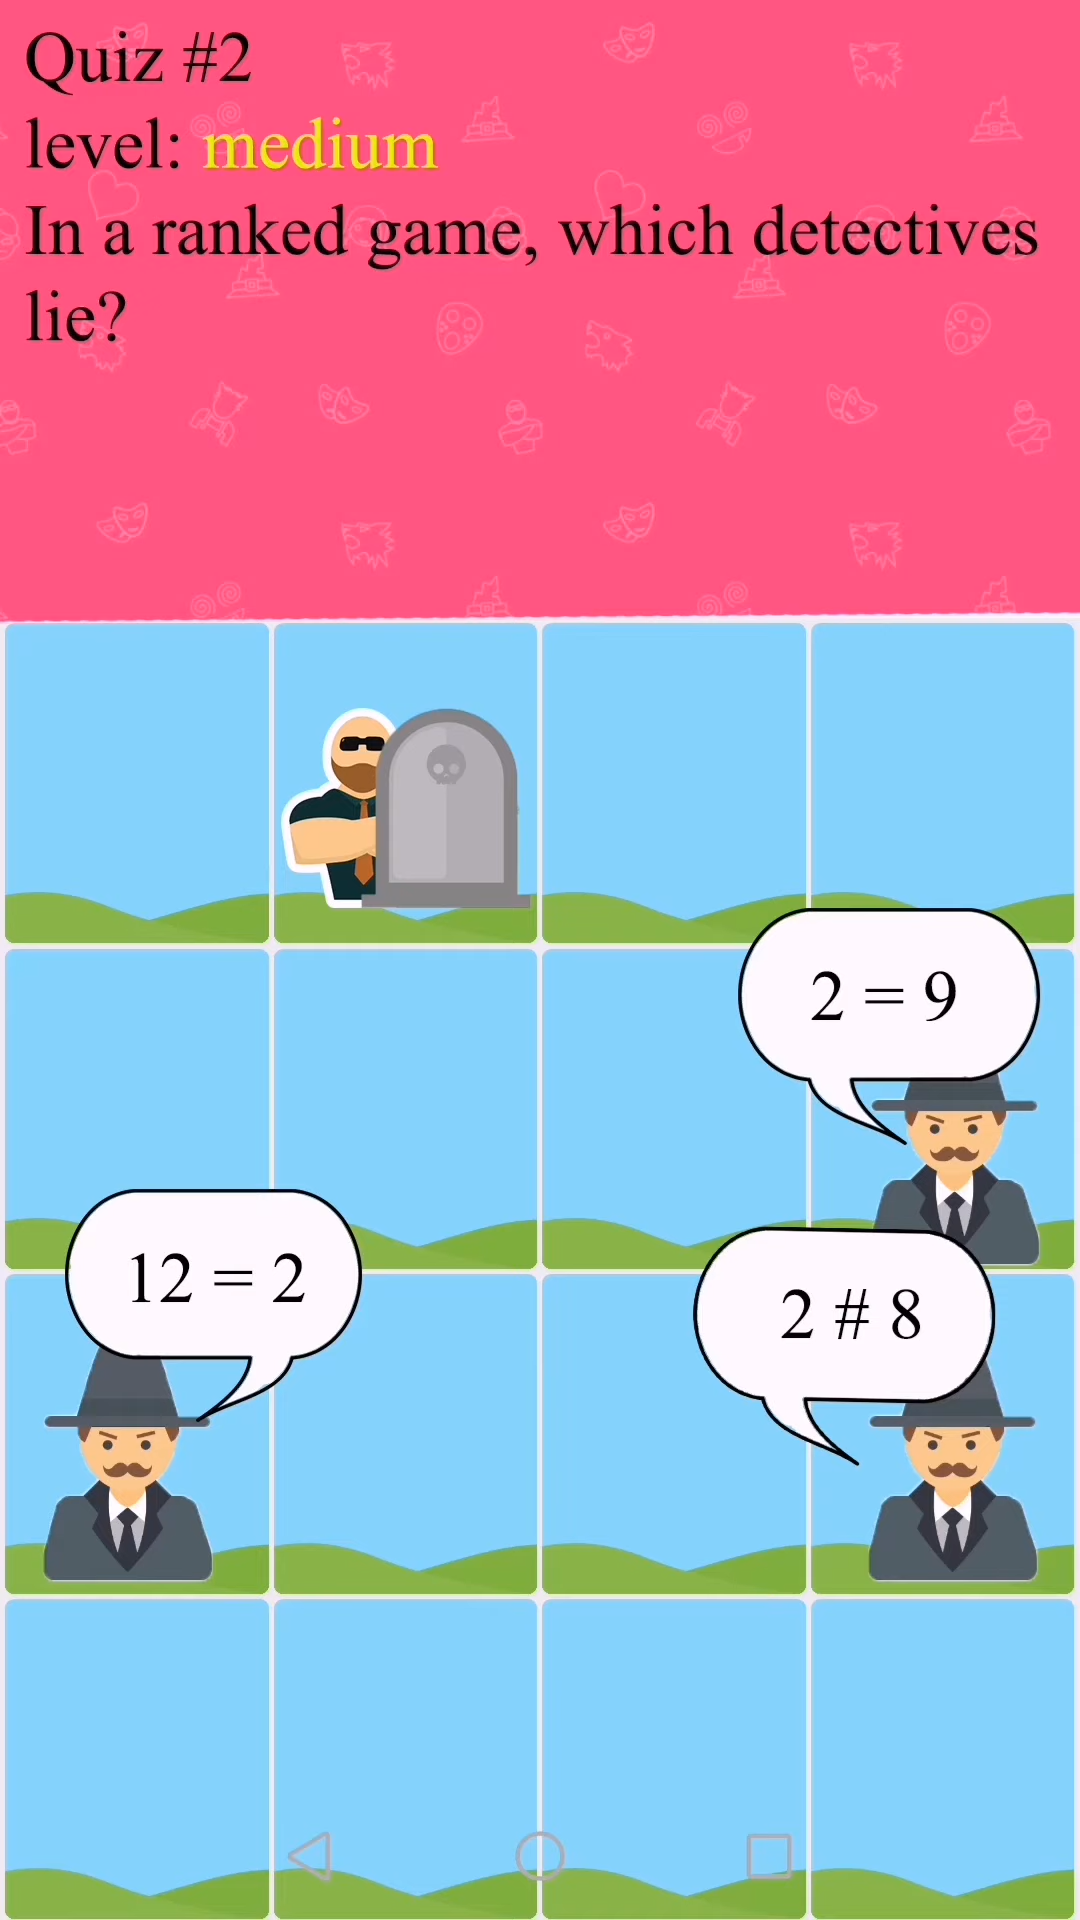 Quiz #2
level: medium
In a ranked game, which detectives
lie?
2 = 9
12 = 2
2 # 8